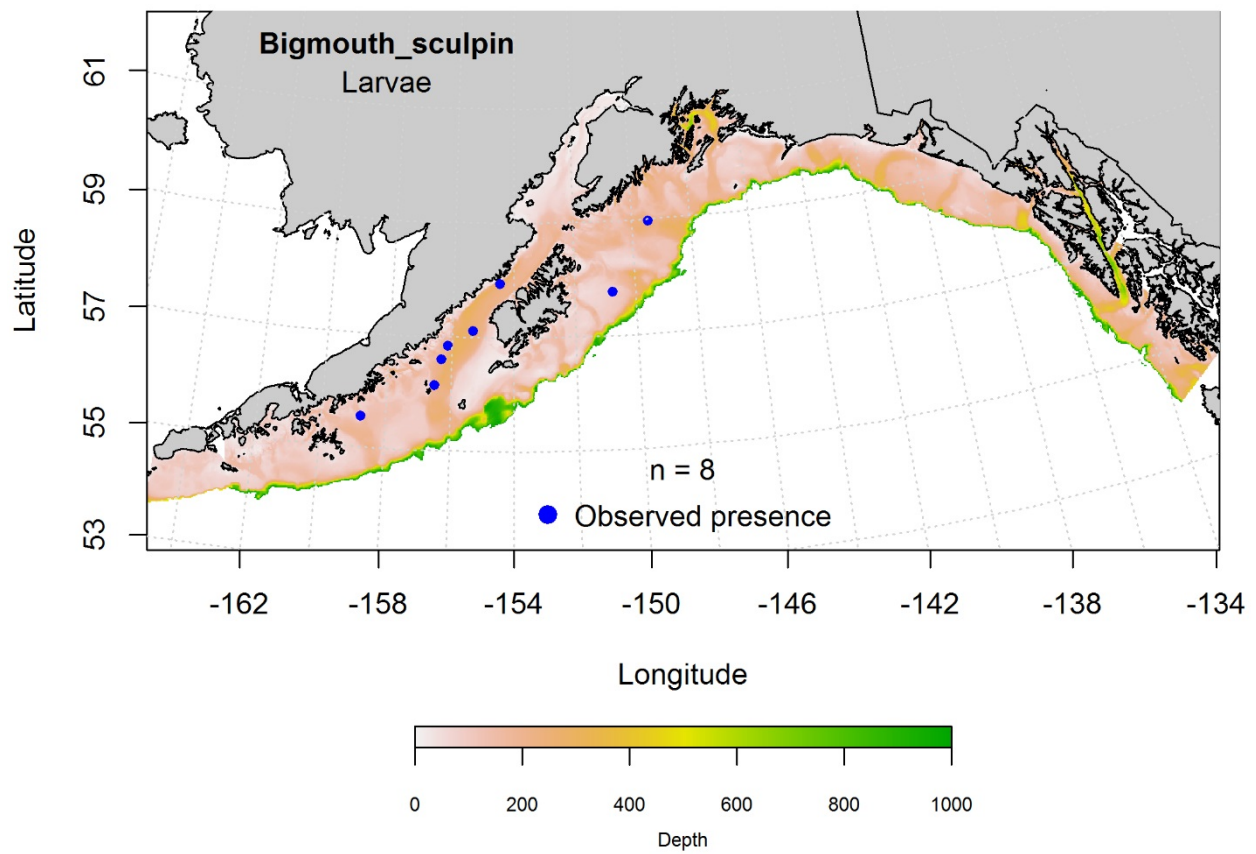 Bigmouth_sculpin
Larvae
61
59
57
55
53
Latitude
n = 8
Observed presence
-162 -158 -154 -150 -146 -142 -138 -134
Longitude
0 200 400 600 800 1000
Depth